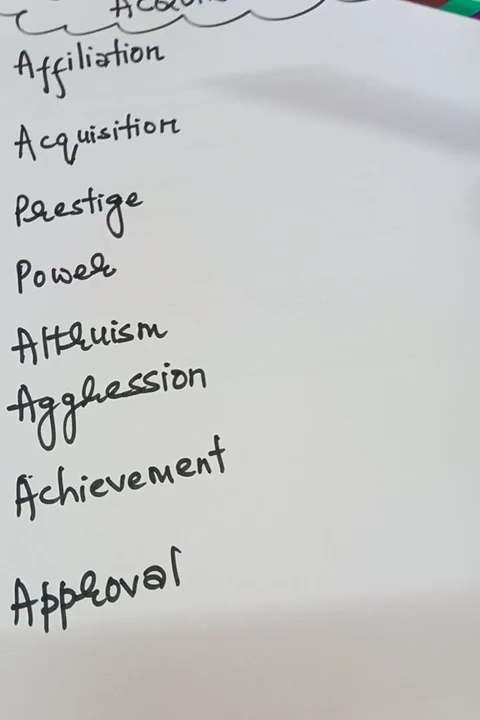 Affiliation
Acquisition
Prestige
Power
Altruism
Aggression
Achievement
Approval